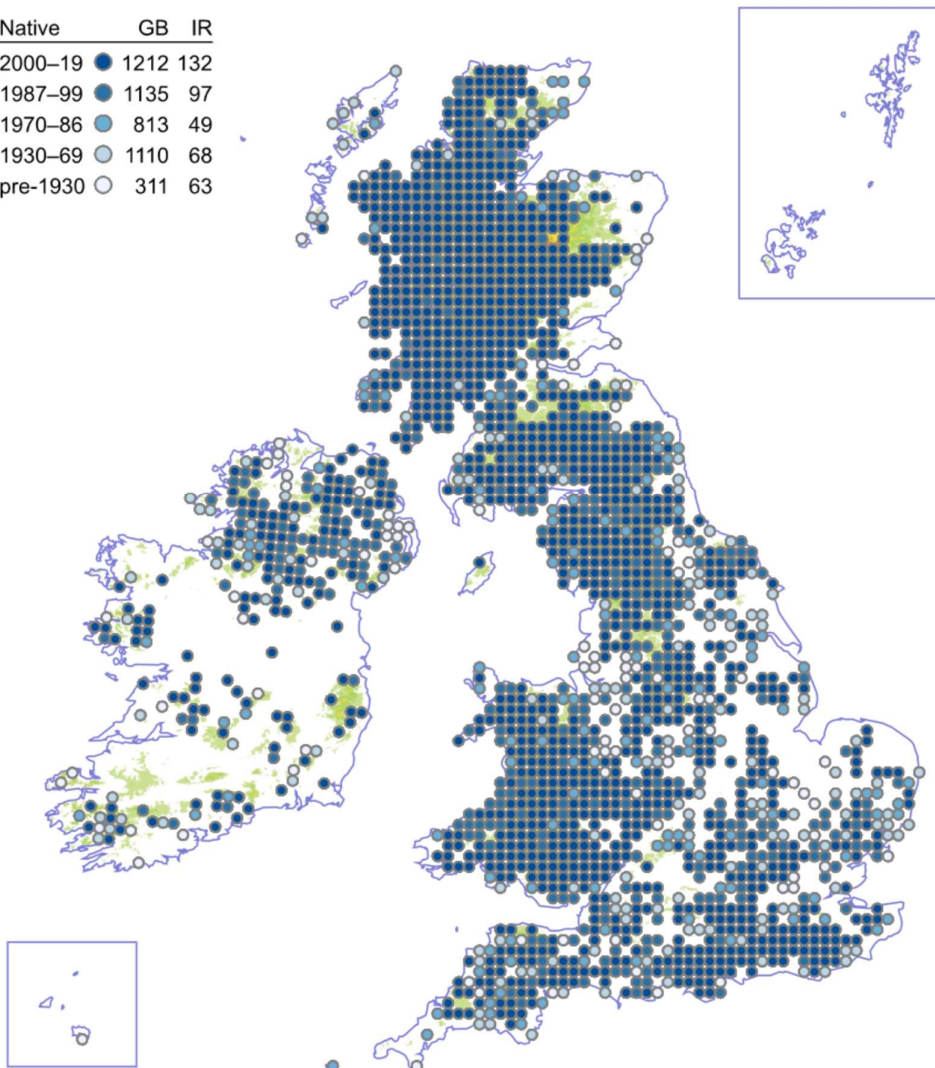 Native GB IR
2000–19 1212 132
1987–99 1135 97
1970–86 813 49
1930–69 1110 68
pre-1930 311 63